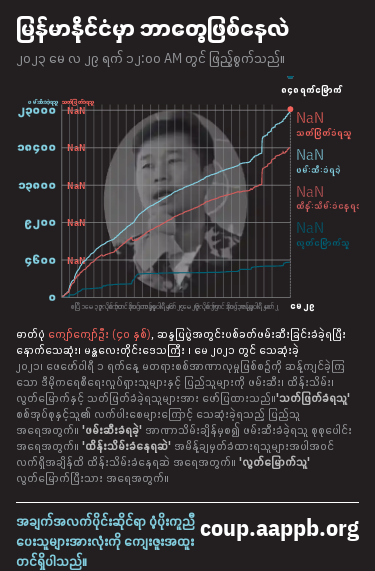 မြန်မာနိုင်ငံမှာ ဘာတွေဖြစ်နေလဲ
၂၀၂၃ မေ လ ၂၉ ရက် ၁၂:၀၀ AM တွင် ဖြည့်စွက်သည်။
၈၄၈ ရက်မြောက်
ဖမ်းဆီးခံရသူ သတ်ဖြတ်ခံရသူ
၂၃၀၀၀ NaN
၁၈၄၀၀ NaN
၁၃၈၀၀ NaN
၉၂၀၀ NaN
၄၆၀၀ NaN
၀
NaN
သတ်ဖြတ်ခံရသူ
NaN
ဖမ်းဆီးခံရခဲ့
NaN
ထိန်းသိမ်းခံနေရဆဲ
NaN
လွတ်မြောက်သူ
မေ ၂၉
ဓာတ်ပုံ ကျော်ကျော်ဦး (၄၀ နှစ်), ဆန္ဒပြပွဲအတွင်းပစ်ခတ်ဖမ်းဆီးခြင်းခံခဲ့ရပြီး
နောက်သေဆုံး၊ မန္တလေးတိုင်းဒေသကြီး ၊ မေ ၂၀၂၁ တွင် သေဆုံးခဲ့
၂၀၂၁၊ ဖေဖော်ဝါရီ ၁ ရက်နေ့ မတရားစစ်အာဏာလုမှုဖြစ်စဉ်ကို ဆန့်ကျင်ခဲ့ကြ
သော ဒီမိုကရေစီရေးလှုပ်ရှားသူများနှင့် ပြည်သူများကို ဖမ်းဆီး၊ ထိန်းသိမ်း၊
လွတ်မြောက်နှင့် သတ်ဖြတ်ခံခဲ့ရသူများအား ဖော်ပြထားသည်။'သတ်ဖြတ်ခံရသူ'
စစ်အုပ်စုနှင့်သူ၏ လက်ပါးစေများကြောင့် သေဆုံးခဲ့ရသည့် ပြည်သူ
အရေအတွက်။ 'ဖမ်းဆီးခံရခဲ့' အာဏာသိမ်းချိန်မှစ၍ ဖမ်းဆီးခံခဲ့ရသူ စုစုပေါင်း
အရေအတွက်။ 'ထိန်းသိမ်းခံနေရဆဲ' အမိန့်ချမှတ်ခံထားရသူများအပါအဝင်
လက်ရှိအချိန်ထိ ထိန်းသိမ်းခံနေရဆဲ အရေအတွက်။ 'လွတ်မြောက်သူ'
လွတ်မြောက်ပြီးသား အရေအတွက်။
အချက်အလက်ပိုင်းဆိုင်ရာ ပံ့ပိုးကူညီ
ပေးသူများအားလုံးကို ကျေးဇူးအထူး
တင်ရှိပါသည်။
coup.aappb.org